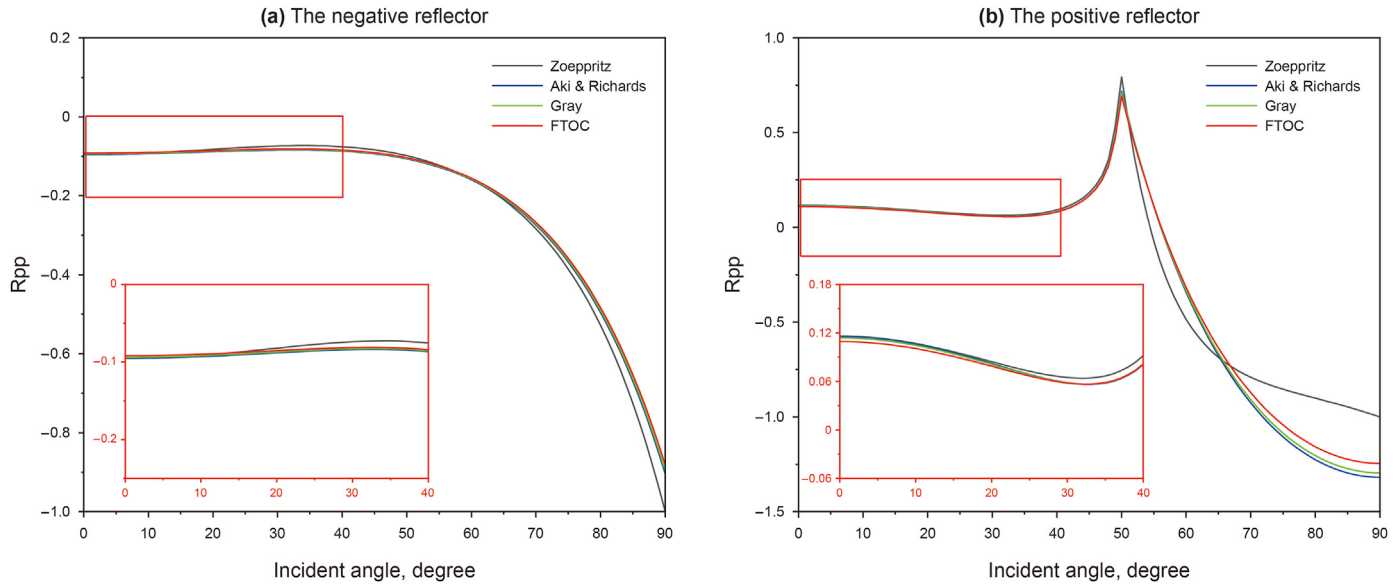 (a) The negative reflector
0.2
0
−0.2
−0.4
−0.6
−0.8
−1.0
Rpp
Zoeppritz
Aki & Richards
Gray
FTOC
0
−0.1
−0.2
0 10 20 30 40
0 10 20 30 40 50 60 70 80 90
Incident angle, degree
(b) The positive reflector
1.0
0.5
0
−0.5
−1.0
−1.5
Rpp
Zoeppritz
Aki & Richards
Gray
FTOC
0.18
0.12
0.06
0
−0.06
0 10 20 30 40
0 10 20 30 40 50 60 70 80 90
Incident angle, degree